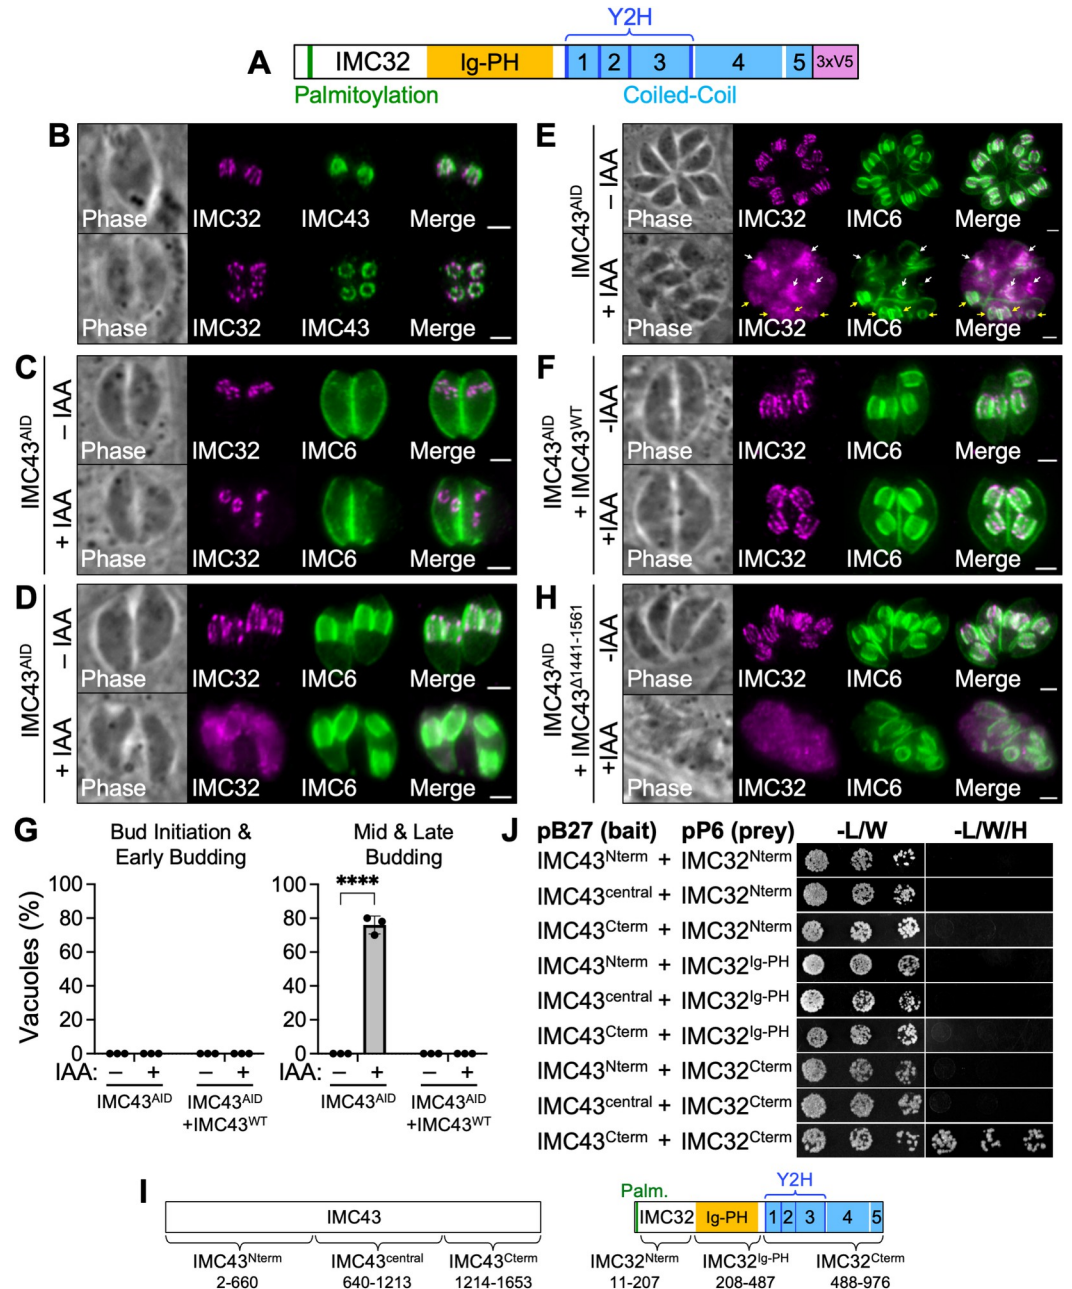 Y2H
A IMC32 Ig-PH 1 2 3 4 5 3xV5
Palmitoylation Coiled-Coil
B
Phase IMC32 IMC43 Merge
Phase IMC32 IMC43 Merge
C
IMC43AID
– IAA
Phase IMC32 IMC6 Merge
+ IAA
Phase IMC32 IMC6 Merge
D
IMC43AID
– IAA
Phase IMC32 IMC6 Merge
+ IAA
Phase IMC32 IMC6 Merge
E
IMC43AID
– IAA
Phase IMC32 IMC6 Merge
+ IAA
Phase IMC32 IMC6 Merge
F
IMC43AID
+ IMC43WT
-IAA
Phase IMC32 IMC6 Merge
+IAA
Phase IMC32 IMC6 Merge
H
IMC43AID
+ IMC43Δ1441-1561
-IAA
Phase IMC32 IMC6 Merge
+IAA
Phase IMC32 IMC6 Merge
G
Bud Initiation &
Early Budding
Vacuoles (%)
100
80
60
40
20
0
IAA: – + – +
IMC43AID IMC43AID
+IMC43WT
Mid & Late
Budding
****
100
80
60
40
20
0
IAA: – + – +
IMC43AID IMC43AID
+IMC43WT
J pB27 (bait) pP6 (prey) -L/W -L/W/H
IMC43Nterm + IMC32Nterm
IMC43central + IMC32Nterm
IMC43Cterm + IMC32Nterm
IMC43Nterm + IMC32Ig-PH
IMC43central + IMC32Ig-PH
IMC43Cterm + IMC32Ig-PH
IMC43Nterm + IMC32Cterm
IMC43central + IMC32Cterm
IMC43Cterm + IMC32Cterm
I
IMC43
IMC43Nterm IMC43central IMC43Cterm
2-660 640-1213 1214-1653
Palm. Y2H
IMC32 Ig-PH 1 2 3 4 5
IMC32Nterm IMC32Ig-PH IMC32Cterm
11-207 208-487 488-976